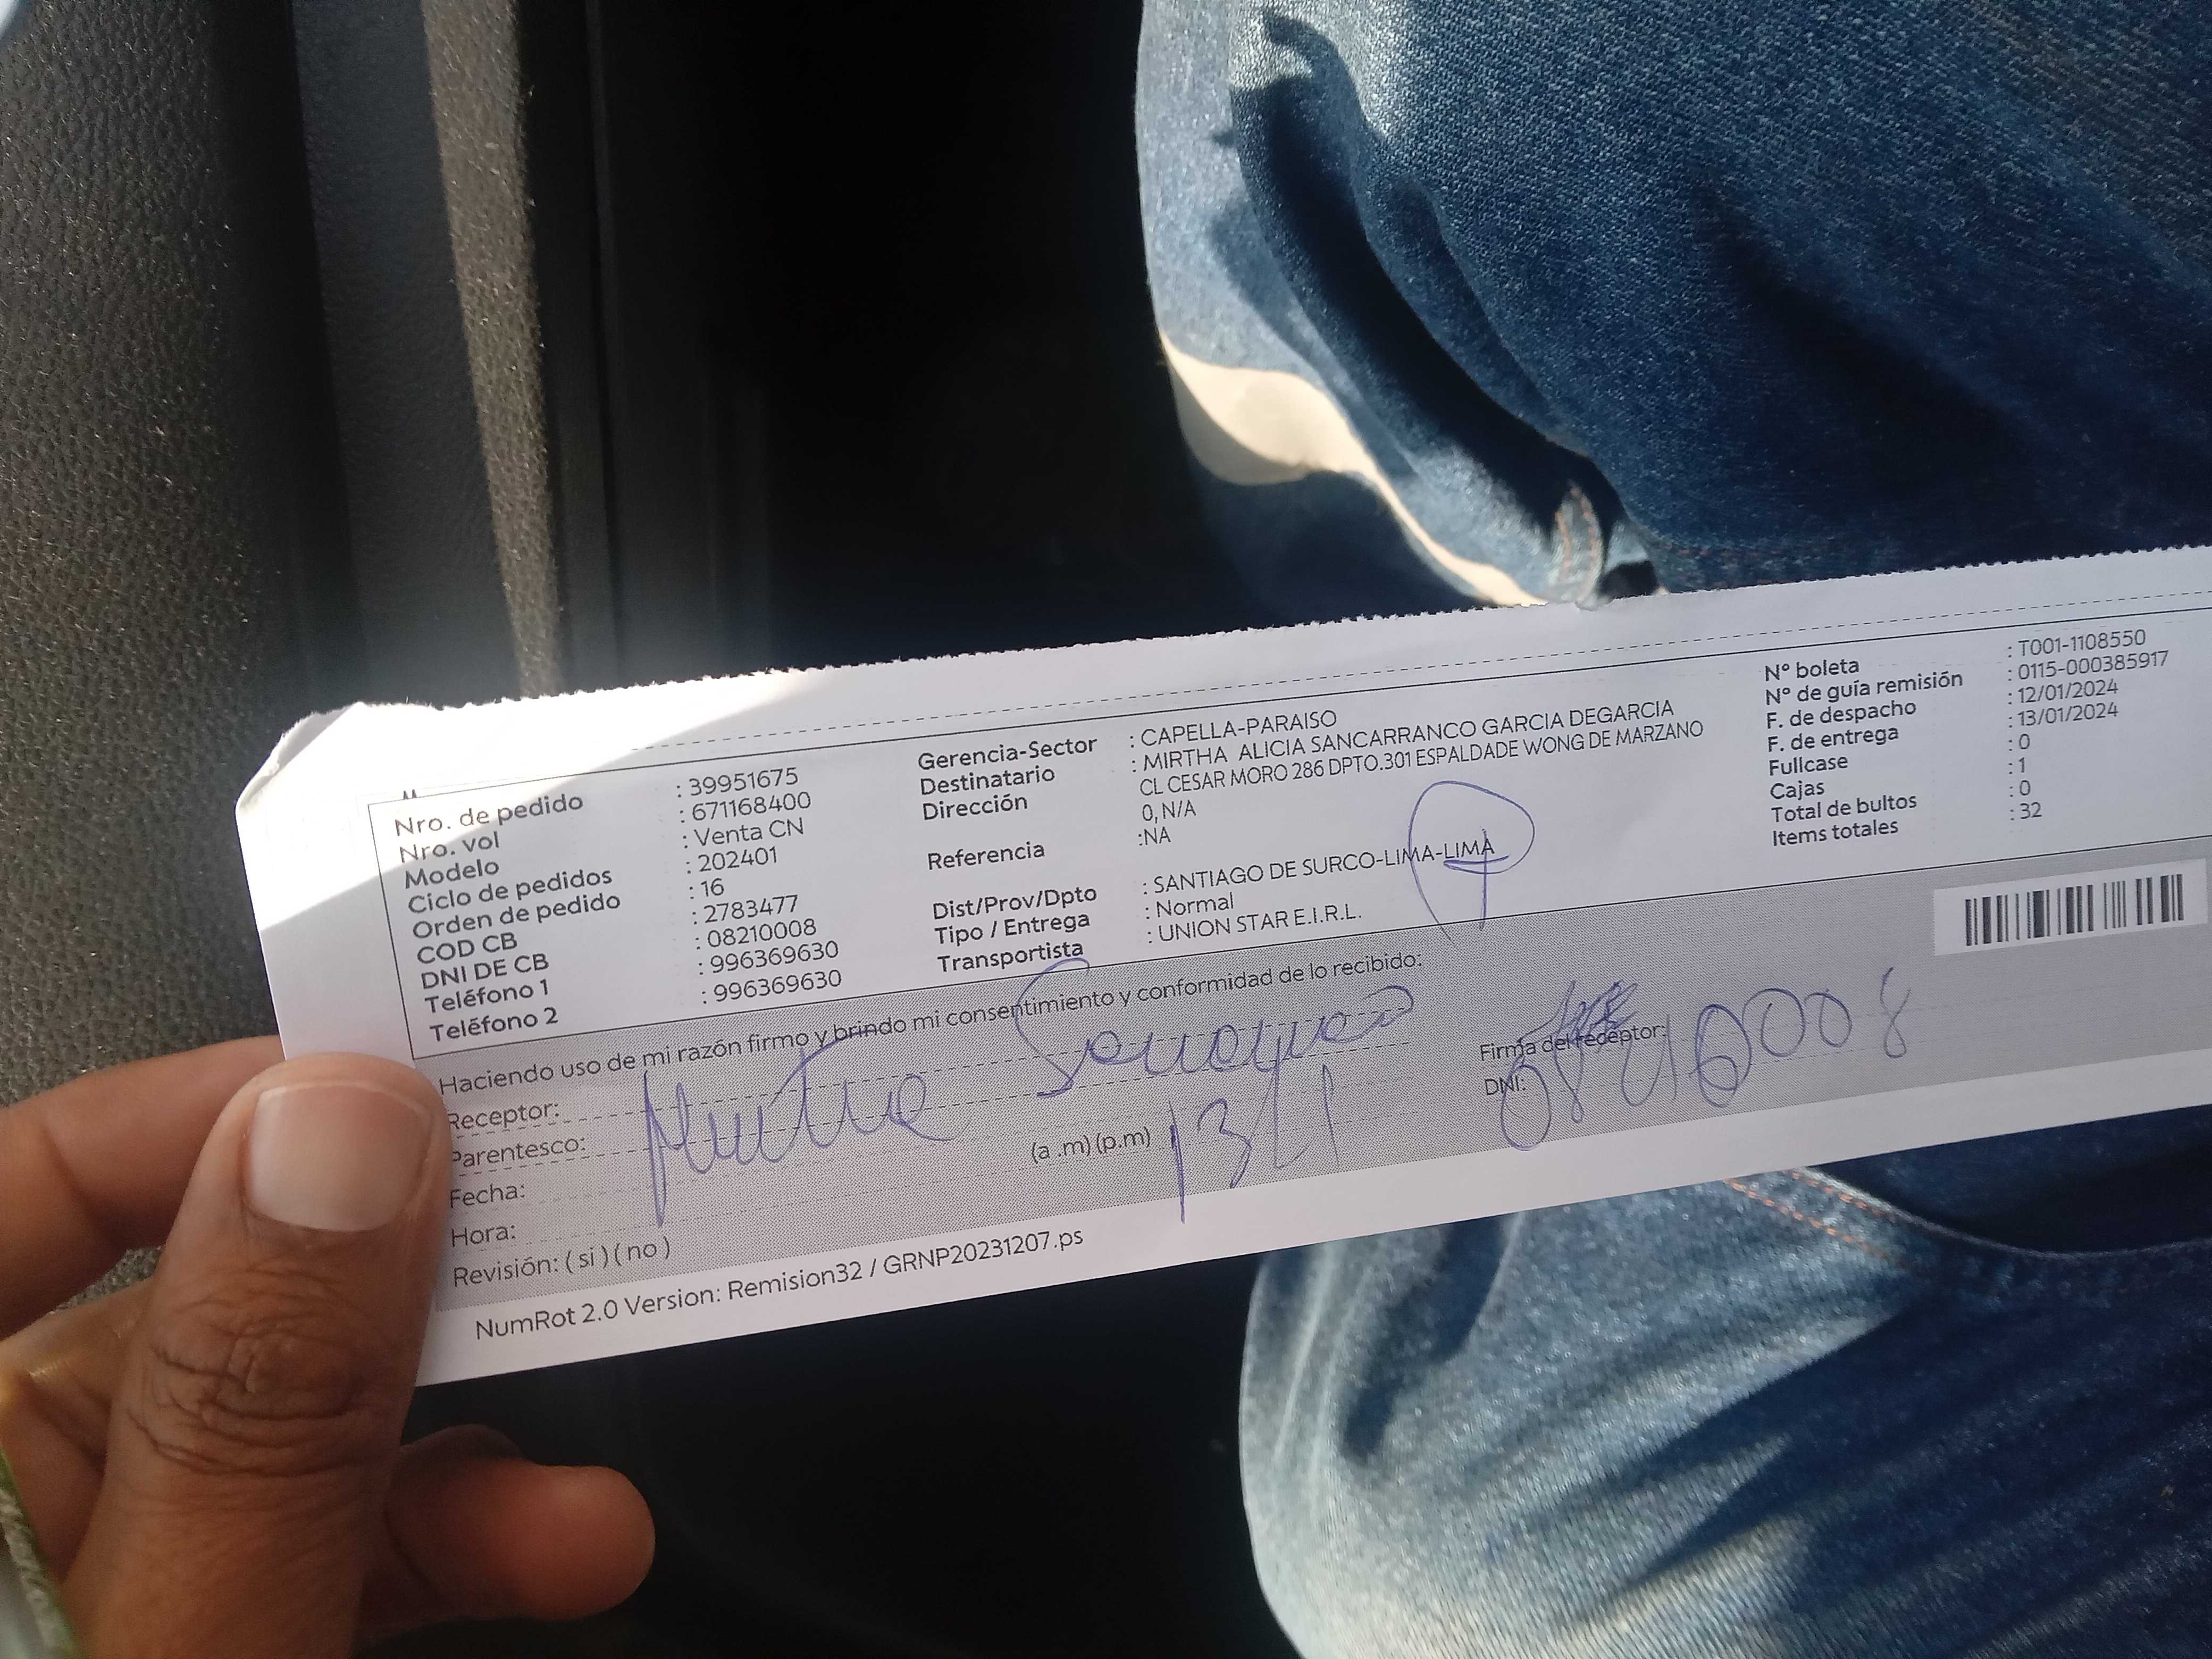 Nro. de pedido : 39951675
Nro. vol : 671168400
Modelo : Venta CN
Ciclo de pedidos : 202401
Orden de pedido : 16
COD CB : 2783477
DNI DE CB : 08210008
Teléfono 1 : 996369630
Teléfono 2 : 996369630
Gerencia-Sector : CAPELLA-PARAISO
Destinatario : MIRTHA ALICIA SANCARRANCO GARCIA DEGARCIA
Dirección CL CESAR MORO 286 DPTO.301 ESPALDADE WONG DE MARZANO
0, N/A
Referencia :NA
Dist/Prov/Dpto : SANTIAGO DE SURCO-LIMA-LIMA
Tipo / Entrega : Normal
Transportista : UNION STAR E.I.R.L.
N° boleta : T001-1108550
N° de guía remisión : 0115-000385917
F. de despacho : 12/01/2024
F. de entrega : 13/01/2024
Fullcase : 0
Cajas : 1
Total de bultos : 0
Items totales : 32
Haciendo uso de mi razón firmo y brindo mi consentimiento y conformidad de lo recibido:
Receptor:
Parentesco:
Fecha:
Hora: (a .m) (p.m)
Revisión: ( si ) ( no )
13/1
Firma del receptor:
DNI: 08210008
NumRot 2.0 Version: Remision32 / GRNP20231207.ps